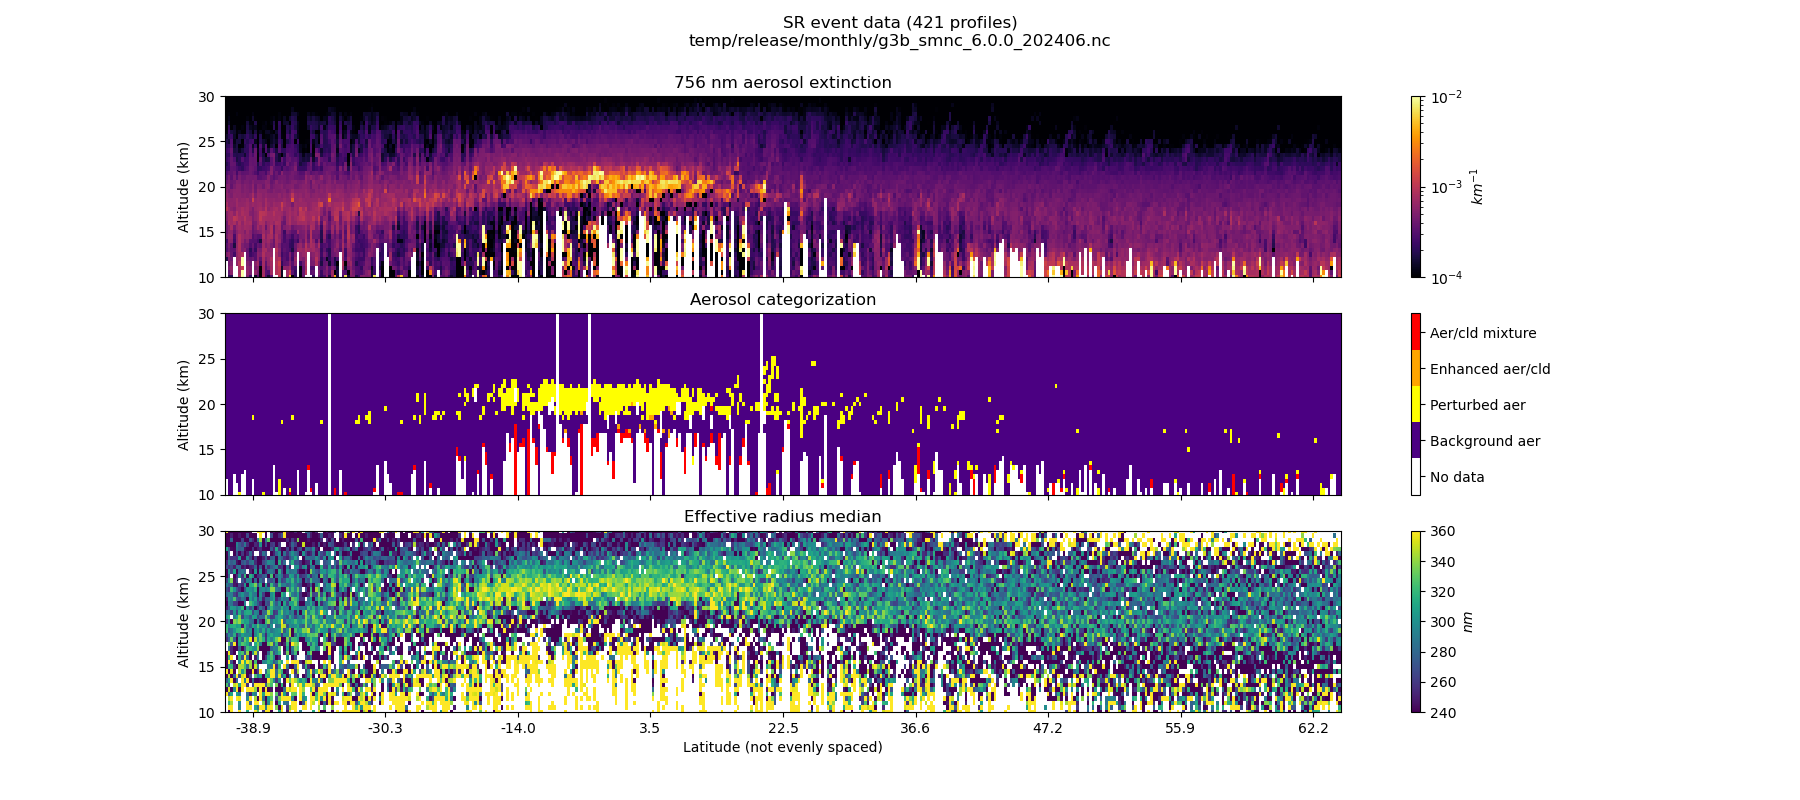 SR event data (421 profiles)
temp/release/monthly/g3b_smnc_6.0.0_202406.nc
756 nm aerosol extinction
30
25
20
15
10
Altitude (km)
10⁻²
10⁻³
10⁻⁴
km⁻¹
Aerosol categorization
30
25
20
15
10
Altitude (km)
Aer/cld mixture
Enhanced aer/cld
Perturbed aer
Background aer
No data
Effective radius median
30
25
20
15
10
Altitude (km)
-38.9 -30.3 -14.0 3.5 22.5 36.6 47.2 55.9 62.2
Latitude (not evenly spaced)
360
340
320
300
280
260
240
nm